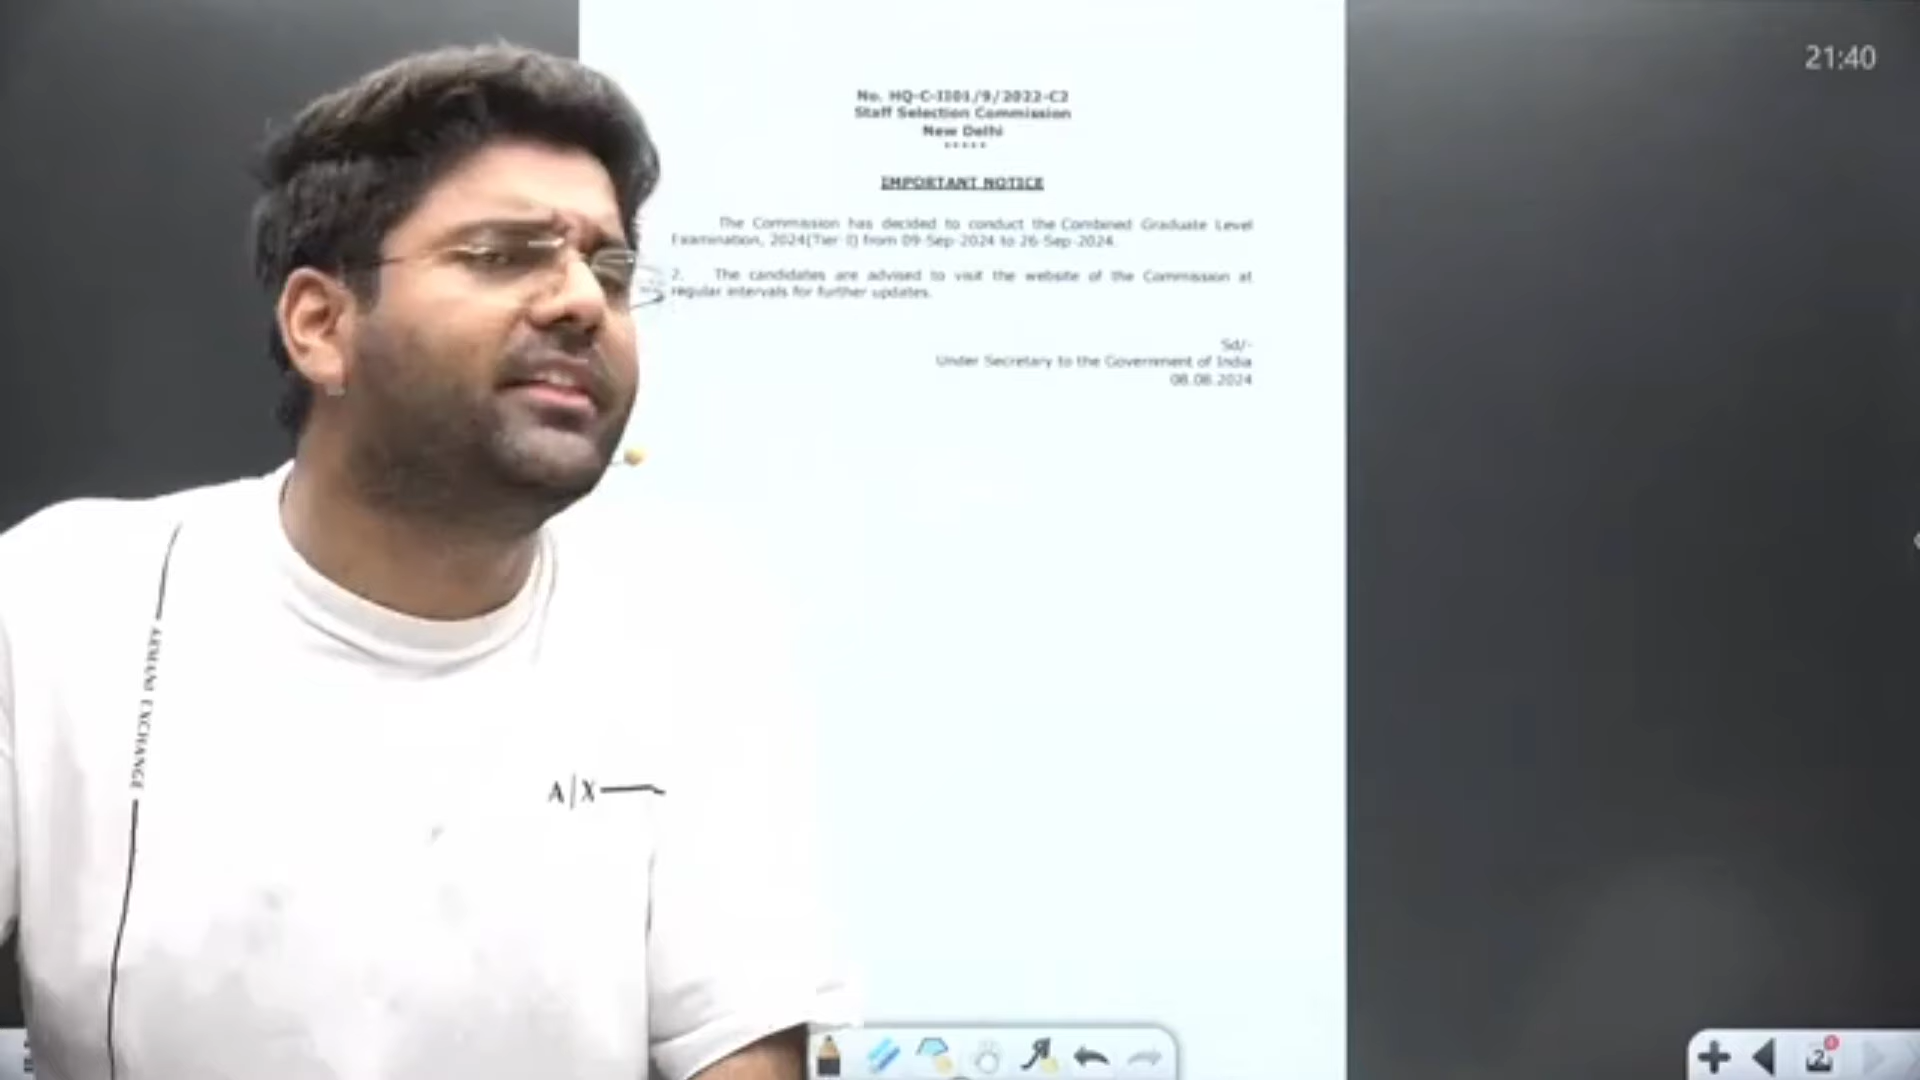 21:40
No. HQ-C-1101/9/2022-C2
Staff Selection Commission
New Delhi
*****
IMPORTANT NOTICE
The Commission has decided to conduct the Combined Graduate Level
Examination, 2024(Tier I) from 09-Sep-2024 to 26-Sep-2024.
2. The candidates are advised to visit the website of the Commission at
regular intervals for further updates.
Sd/-
Under Secretary to the Government of India
08.08.2024
ARMANI EXCHANGE
A|X
2